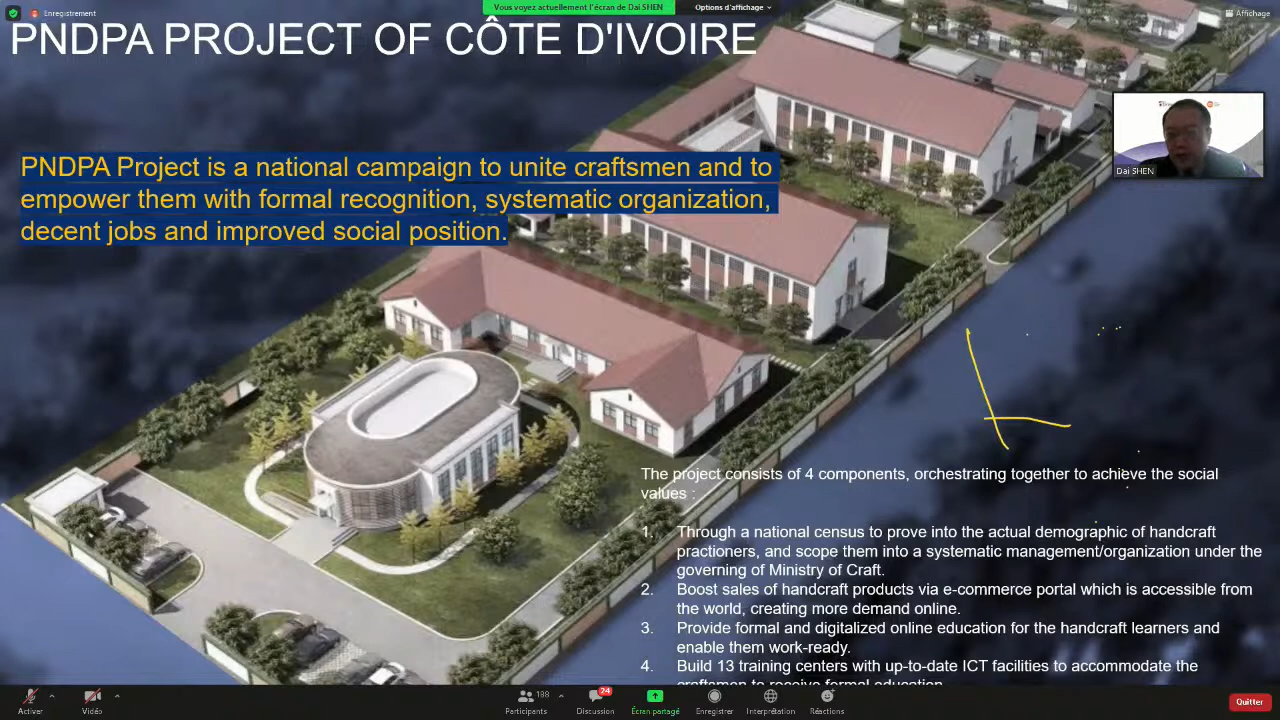 Enregistrement
Vous voyez actuellement l'écran de Dai SHEN
Options d'affichage
Affichage
PNDPA PROJECT OF CÔTE D'IVOIRE
PNDPA Project is a national campaign to unite craftsmen and to
empower them with formal recognition, systematic organization,
decent jobs and improved social position.
Dai SHEN
The project consists of 4 components, orchestrating together to achieve the social
values :
1. Through a national census to prove into the actual demographic of handcraft
practioners, and scope them into a systematic management/organization under the
governing of Ministry of Craft.
2. Boost sales of handcraft products via e-commerce portal which is accessible from
the world, creating more demand online.
3. Provide formal and digitalized online education for the handcraft learners and
enable them work-ready.
4. Build 13 training centers with up-to-date ICT facilities to accommodate the
craftsmen to receive formal education
Activer
Vidéo
Participants
24
Discussion
Écran partagé
Enregistrer
Interprétation
Réactions
Quitter